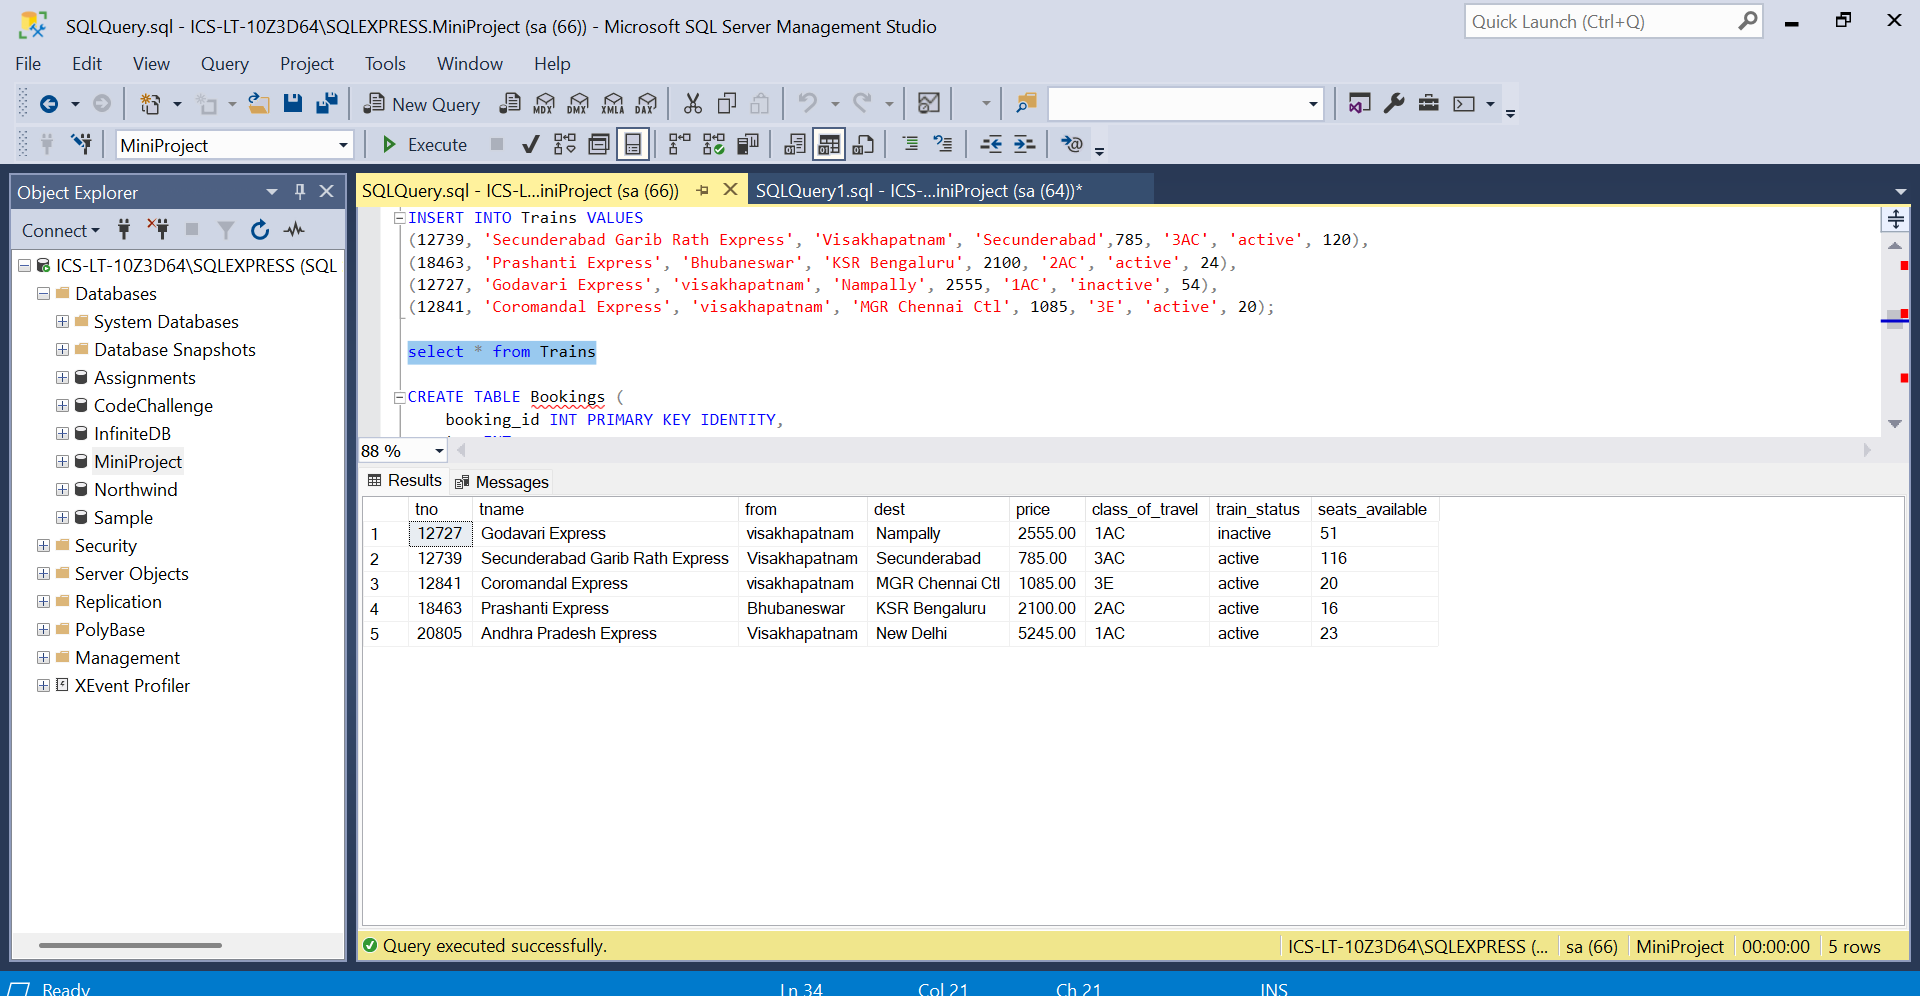 SQLQuery.sql - ICS-LT-10Z3D64\SQLEXPRESS.MiniProject (sa (66)) - Microsoft SQL Server Management Studio
Quick Launch (Ctrl+Q)
File Edit View Query Project Tools Window Help
New Query MDX DMX XMLA DAX
MiniProject Execute
Object Explorer
Connect
ICS-LT-10Z3D64\SQLEXPRESS (SQL
Databases
System Databases
Database Snapshots
Assignments
CodeChallenge
InfiniteDB
MiniProject
Northwind
Sample
Security
Server Objects
Replication
PolyBase
Management
XEvent Profiler
SQLQuery.sql - ICS-L...iniProject (sa (66)) SQLQuery1.sql - ICS-...iniProject (sa (64))*
INSERT INTO Trains VALUES
(12739, 'Secunderabad Garib Rath Express', 'Visakhapatnam', 'Secunderabad',785, '3AC', 'active', 120),
(18463, 'Prashanti Express', 'Bhubaneswar', 'KSR Bengaluru', 2100, '2AC', 'active', 24),
(12727, 'Godavari Express', 'visakhapatnam', 'Nampally', 2555, '1AC', 'inactive', 54),
(12841, 'Coromandal Express', 'visakhapatnam', 'MGR Chennai Ctl', 1085, '3E', 'active', 20);
select * from Trains
CREATE TABLE Bookings (
booking_id INT PRIMARY KEY IDENTITY,
88 %
Results Messages
tno tname from dest price class_of_travel train_status seats_available
1 12727 Godavari Express visakhapatnam Nampally 2555.00 1AC inactive 51
2 12739 Secunderabad Garib Rath Express Visakhapatnam Secunderabad 785.00 3AC active 116
3 12841 Coromandal Express visakhapatnam MGR Chennai Ctl 1085.00 3E active 20
4 18463 Prashanti Express Bhubaneswar KSR Bengaluru 2100.00 2AC active 16
5 20805 Andhra Pradesh Express Visakhapatnam New Delhi 5245.00 1AC active 23
Query executed successfully. ICS-LT-10Z3D64\SQLEXPRESS (... sa (66) MiniProject 00:00:00 5 rows
Ready Ln 34 Col 21 Ch 21 INS